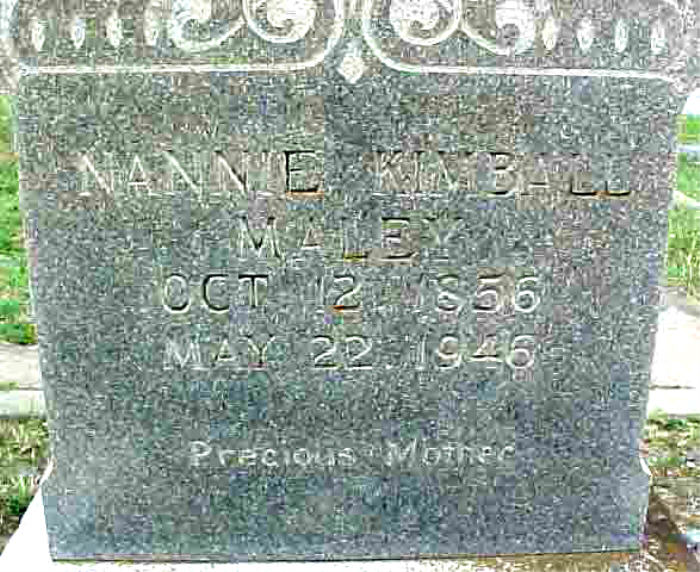 NANNIE KIMBALL
MALEY
OCT. 12, 1856
MAY 22, 1946
Precious Mother